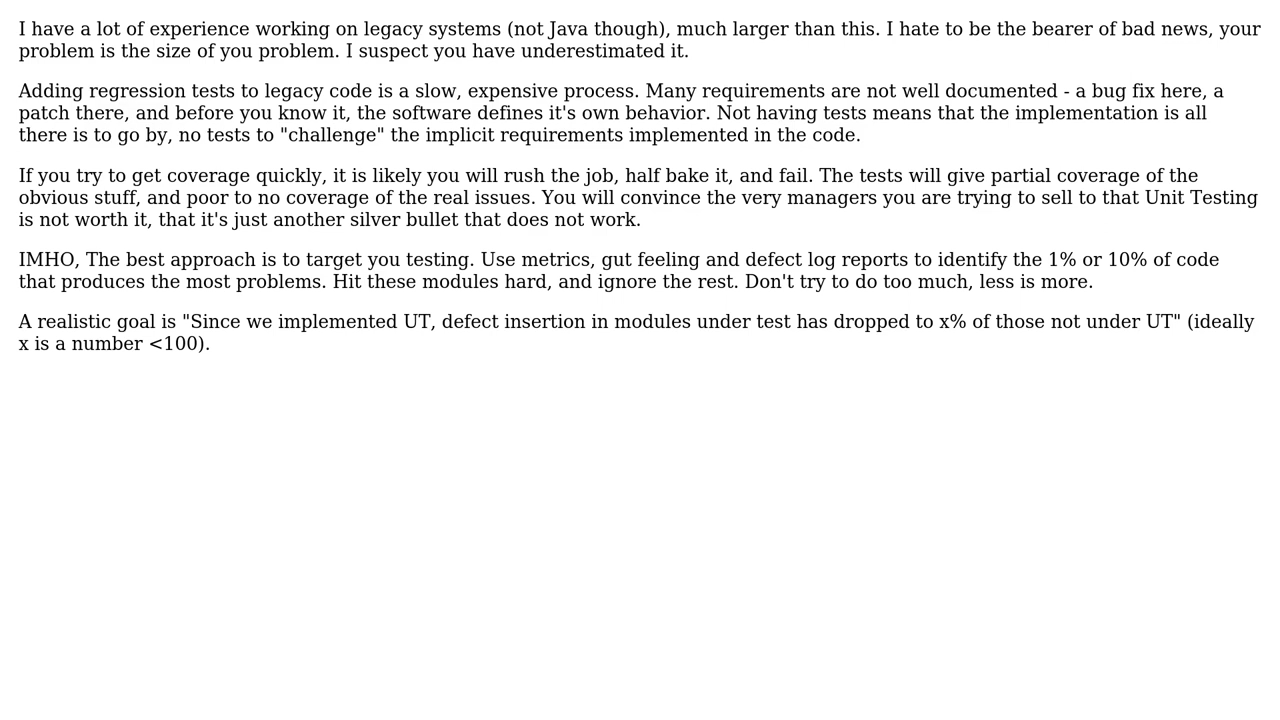 I have a lot of experience working on legacy systems (not Java though), much larger than this. I hate to be the bearer of bad news, your
problem is the size of you problem. I suspect you have underestimated it.
Adding regression tests to legacy code is a slow, expensive process. Many requirements are not well documented - a bug fix here, a
patch there, and before you know it, the software defines it's own behavior. Not having tests means that the implementation is all
there is to go by, no tests to "challenge" the implicit requirements implemented in the code.
If you try to get coverage quickly, it is likely you will rush the job, half bake it, and fail. The tests will give partial coverage of the
obvious stuff, and poor to no coverage of the real issues. You will convince the very managers you are trying to sell to that Unit Testing
is not worth it, that it's just another silver bullet that does not work.
IMHO, The best approach is to target you testing. Use metrics, gut feeling and defect log reports to identify the 1% or 10% of code
that produces the most problems. Hit these modules hard, and ignore the rest. Don't try to do too much, less is more.
A realistic goal is "Since we implemented UT, defect insertion in modules under test has dropped to x% of those not under UT" (ideally
x is a number <100).